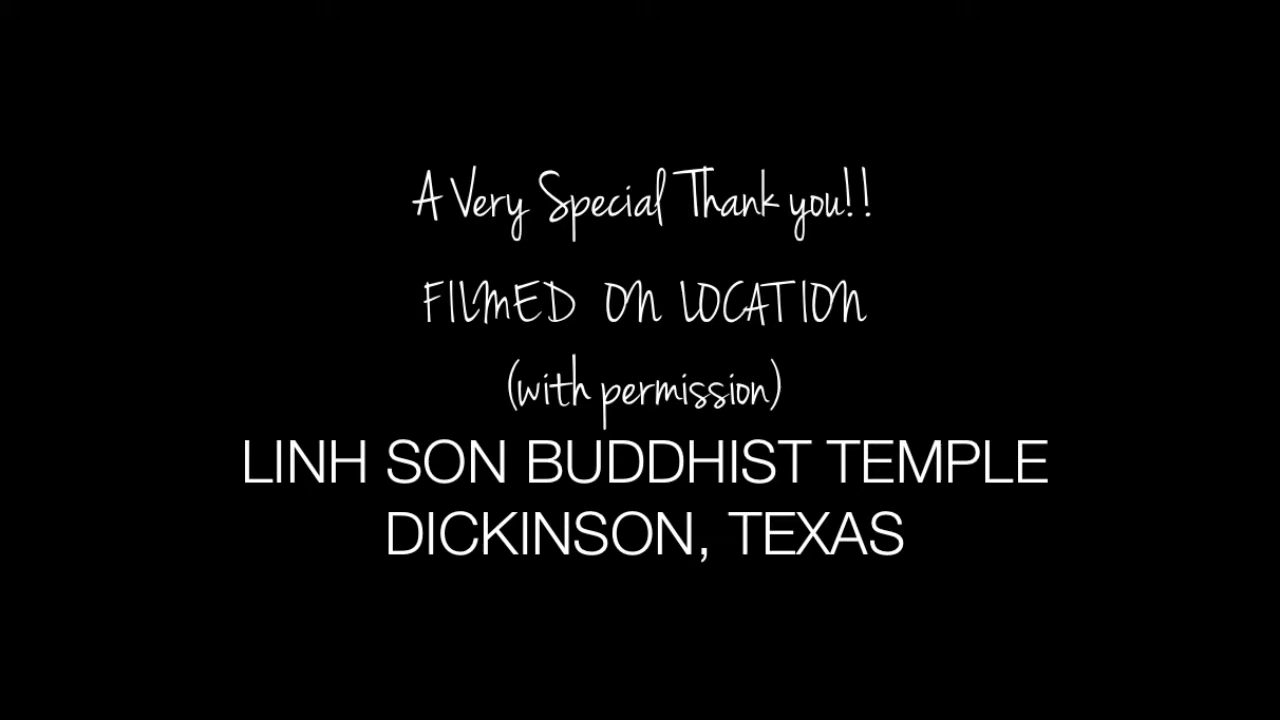 A Very Special Thank you!!
FILMED ON LOCATION
(with permission)
LINH SON BUDDHIST TEMPLE
DICKINSON, TEXAS